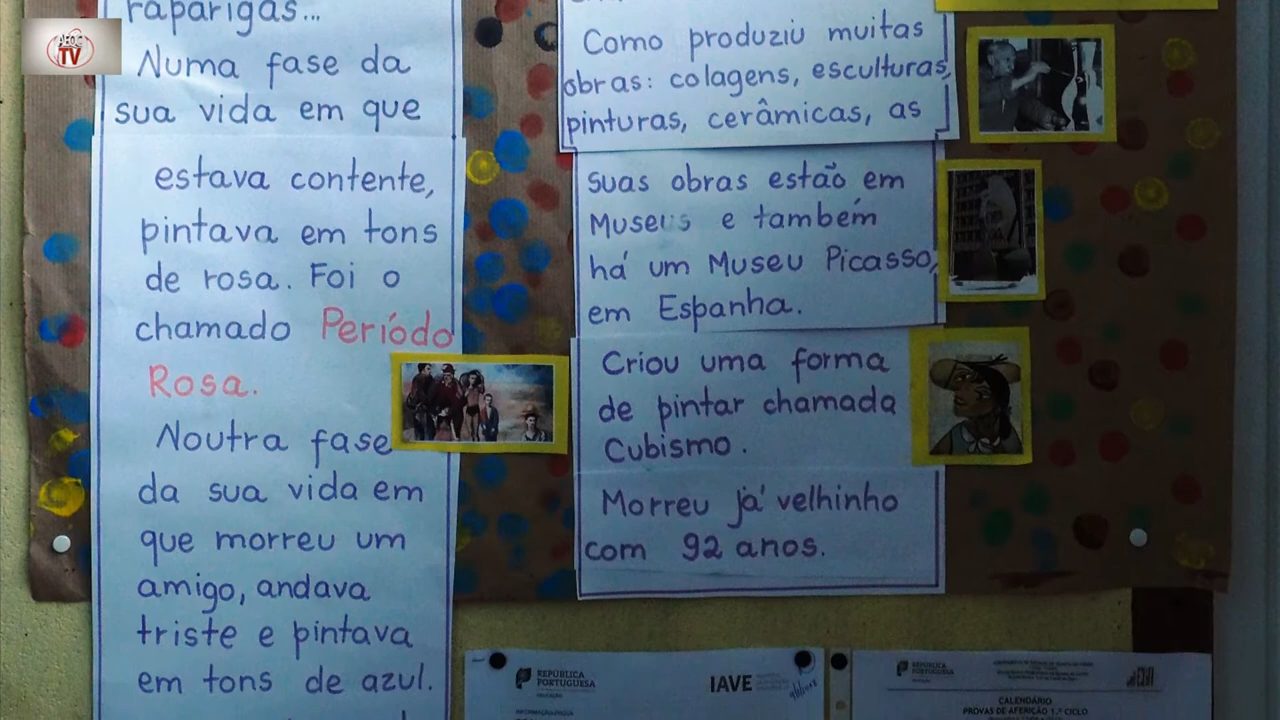 AEQC
TV
raparigas...
Numa fase da
sua vida em que
estava contente,
pintava em tons
de rosa. Foi o
chamado Período
Rosa.
Noutra fase
da sua vida em
que morreu um
amigo, andava
triste e pintava
em tons de azul.
Como produziu muitas
obras: colagens, esculturas,
pinturas, cerâmicas, as
suas obras estão em
Museus e também
há um Museu Picasso,
em Espanha.
Criou uma forma
de pintar chamada
Cubismo.
Morreu já velhinho
com 92 anos.
REPÚBLICA
PORTUGUESA
IAVE
REPÚBLICA
PORTUGUESA
CALENDÁRIO
PROVAS DE AFERIÇÃO 1.º CICLO